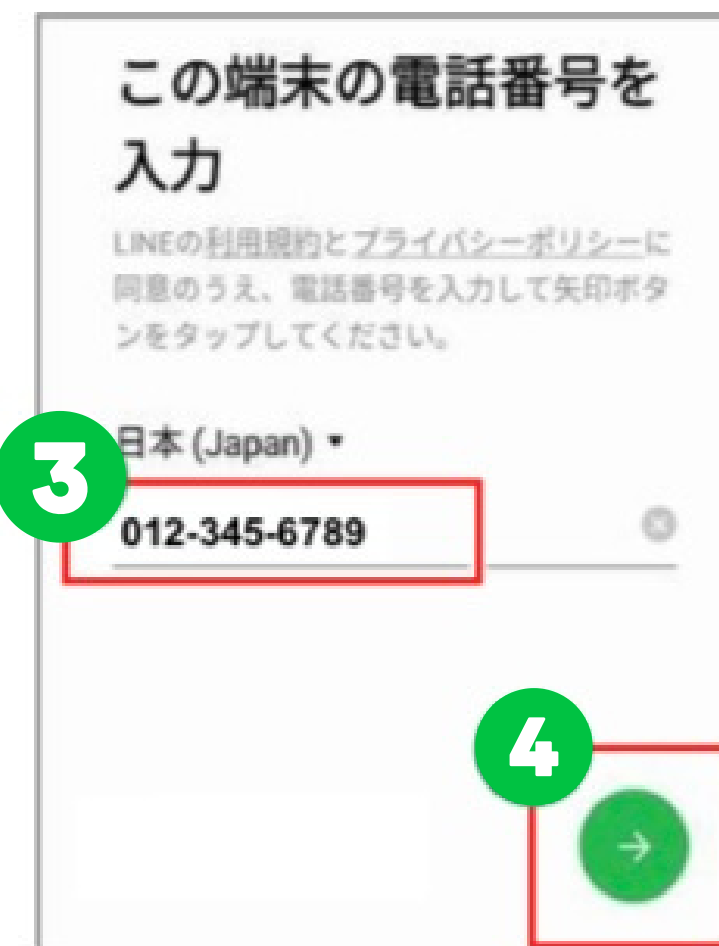 この端末の電話番号を
入力
LINEの利用規約とプライバシーポリシーに
同意のうえ、電話番号を入力して矢印ボタ
ンをタップしてください。
日本 (Japan) ▼
3
012-345-6789
4